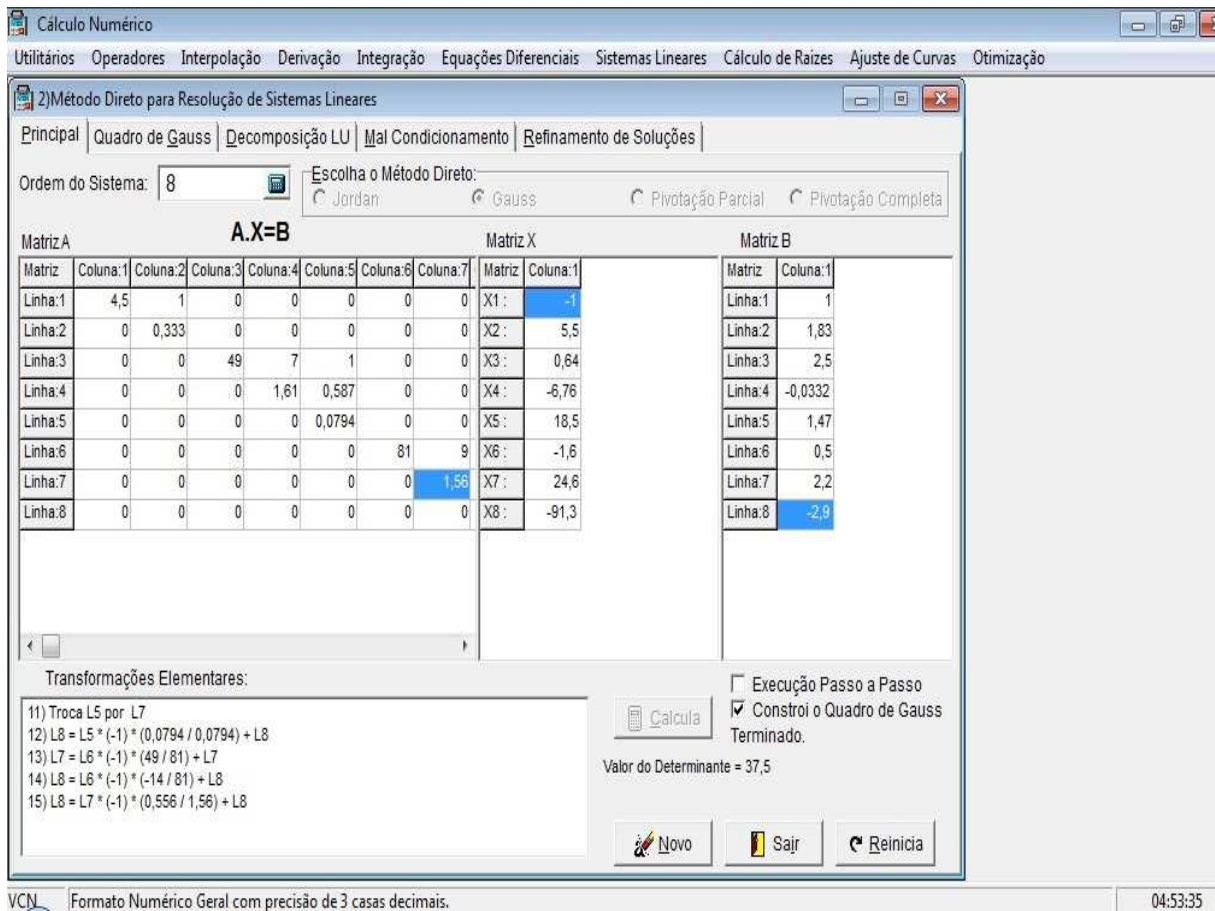 Cálculo Numérico
Utilitários Operadores Interpolação Derivação Integração Equações Diferenciais Sistemas Lineares Cálculo de Raizes Ajuste de Curvas Otimização
2)Método Direto para Resolução de Sistemas Lineares
Principal Quadro de Gauss Decomposição LU Mal Condicionamento Refinamento de Soluções
Ordem do Sistema: 8
Escolha o Método Direto:
Jordan Gauss Pivotação Parcial Pivotação Completa
A.X=B
Matriz A Matriz X Matriz B
Matriz Coluna:1 Coluna:2 Coluna:3 Coluna:4 Coluna:5 Coluna:6 Coluna:7 Matriz Coluna:1 Matriz Coluna:1
Linha:1 4,5 1 0 0 0 0 0 X1 : -1 Linha:1 1
Linha:2 0 0,333 0 0 0 0 0 X2 : 5,5 Linha:2 1,83
Linha:3 0 0 49 7 1 0 0 X3 : 0,64 Linha:3 2,5
Linha:4 0 0 0 1,61 0,587 0 0 X4 : -6,76 Linha:4 -0,0332
Linha:5 0 0 0 0 0,0794 0 0 X5 : 18,5 Linha:5 1,47
Linha:6 0 0 0 0 0 81 9 X6 : -1,6 Linha:6 0,5
Linha:7 0 0 0 0 0 0 1,56 X7 : 24,6 Linha:7 2,2
Linha:8 0 0 0 0 0 0 0 X8 : -91,3 Linha:8 -2,9
Transformações Elementares:
11) Troca L5 por L7
12) L8 = L5 * (-1) * (0,0794 / 0,0794) + L8
13) L7 = L6 * (-1) * (49 / 81) + L7
14) L8 = L6 * (-1) * (-14 / 81) + L8
15) L8 = L7 * (-1) * (0,556 / 1,56) + L8
Calcula
Execução Passo a Passo
Constroi o Quadro de Gauss
Terminado.
Valor do Determinante = 37,5
Novo Sair Reinicia
VCN Formato Numérico Geral com precisão de 3 casas decimais. 04:53:35